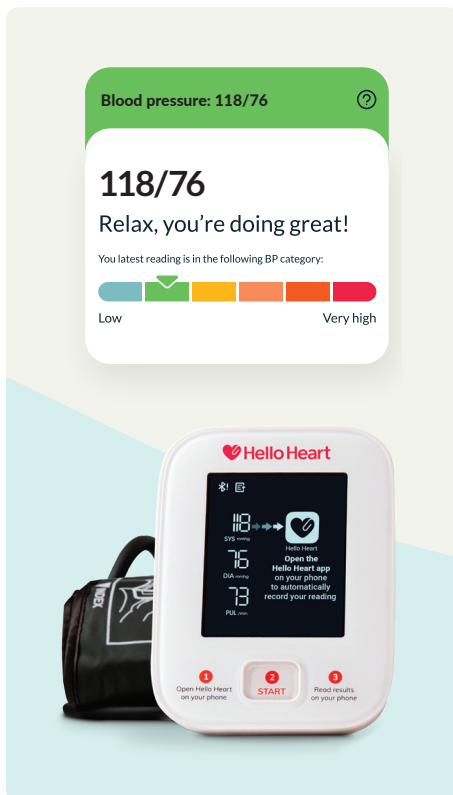 Blood pressure: 118/76
118/76
Relax, you’re doing great!
You latest reading is in the following BP category:
Low
Very high
Hello Heart
118
SYS mmHg
76
DIA mmHg
73
PUL /min
Hello Heart
Open the
Hello Heart app
on your phone
to automatically
record your reading
1
Open Hello Heart
on your phone
2
START
3
Read results
on your phone
INDEX